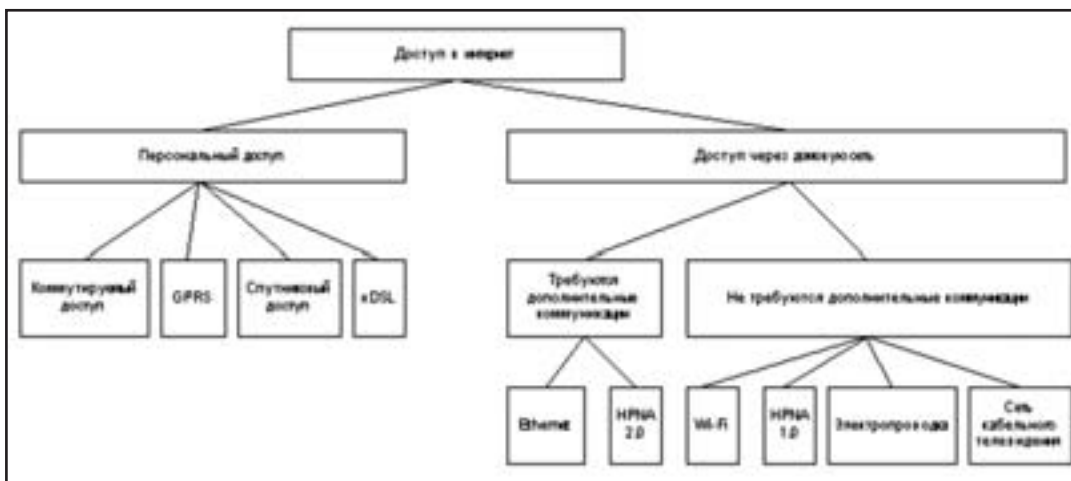 Доступ к интернет
Персональный доступ
Доступ через домовую сеть
Коммутируемый
доступ
GPRS
Спутниковый
доступ
xDSL
Требуются
дополнительные
коммуникации
Не требуются дополнительные коммуникации
Ethernet
HPNA
2.0
Wi-Fi
HPNA
1.0
Электропроводка
Сеть
кабельного
телевидения